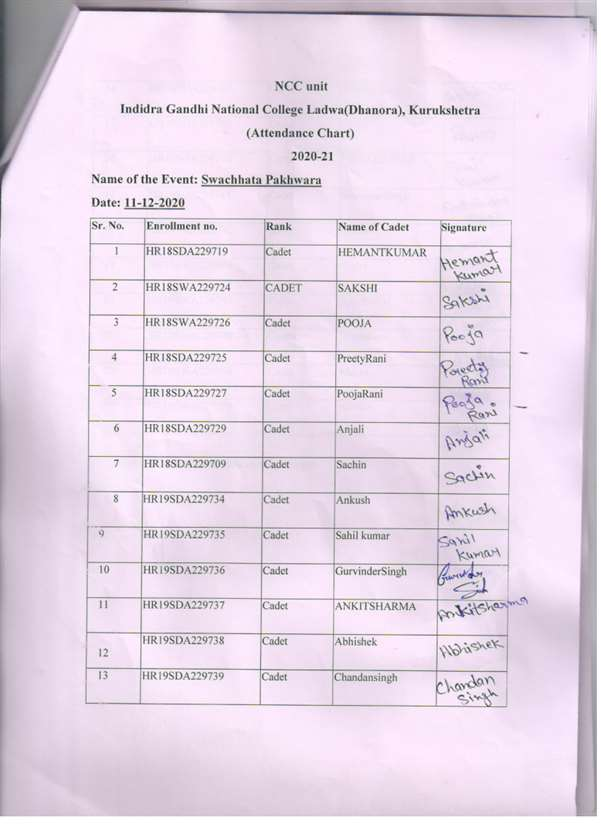 NCC unit
Indidra Gandhi National College Ladwa(Dhanora), Kurukshetra
(Attendance Chart)
2020-21
Name of the Event: Swachhata Pakhwara
Date: 11-12-2020
Sr. No. Enrollment no. Rank Name of Cadet Signature
1 HR18SDA229719 Cadet HEMANTKUMAR Hemant
Kumar
2 HR18SWA229724 CADET SAKSHI Sakshi
3 HR18SWA229726 Cadet POOJA Pooja
4 HR18SDA229725 Cadet PreetyRani Preety
Rani
5 HR18SDA229727 Cadet PoojaRani Pooja
Rani
6 HR18SDA229729 Cadet Anjali Anjali
7 HR18SDA229709 Cadet Sachin Sachin
8 HR19SDA229734 Cadet Ankush Ankush
9 HR19SDA229735 Cadet Sahil kumar Sahil
Kumar
10 HR19SDA229736 Cadet GurvinderSingh
11 HR19SDA229737 Cadet ANKITSHARMA AnkitSharma
12 HR19SDA229738 Cadet Abhishek Abhishek
13 HR19SDA229739 Cadet Chandansingh Chandan
Singh